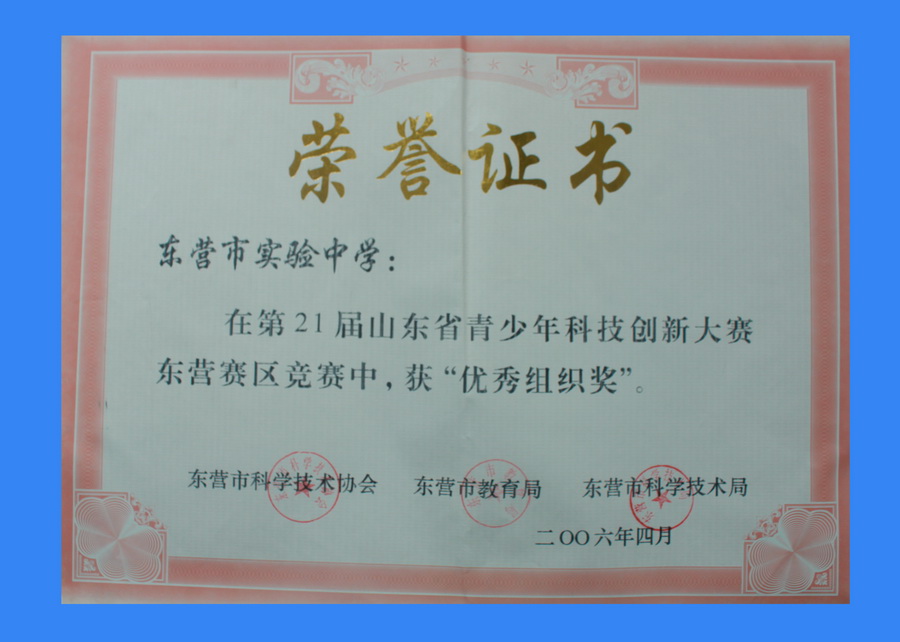 荣誉证书
东营市实验中学：
在第21届山东省青少年科技创新大赛
东营赛区竞赛中，获“优秀组织奖”。
东营市科学技术协会 东营市教育局 东营市科学技术局
二〇〇六年四月